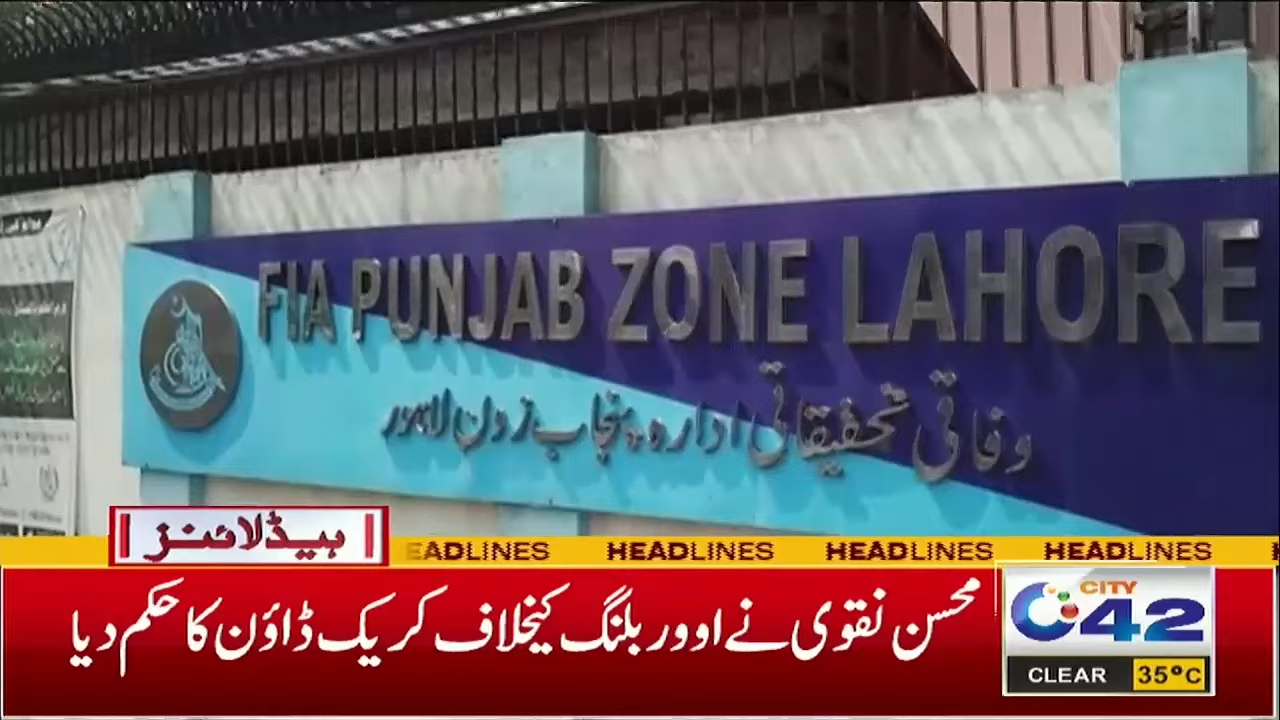 FIA PUNJAB ZONE LAHORE
وفاقی تحقیقاتی ادارہ پنجاب زون لاہور
ہیڈلائنز
EADLINES HEADLINES HEADLINES HEADLINES H
محسن نقوی نے اوور بلنگ کیخلاف کریک ڈاؤن کا حکم دیا
CITY
42
CLEAR 35°C